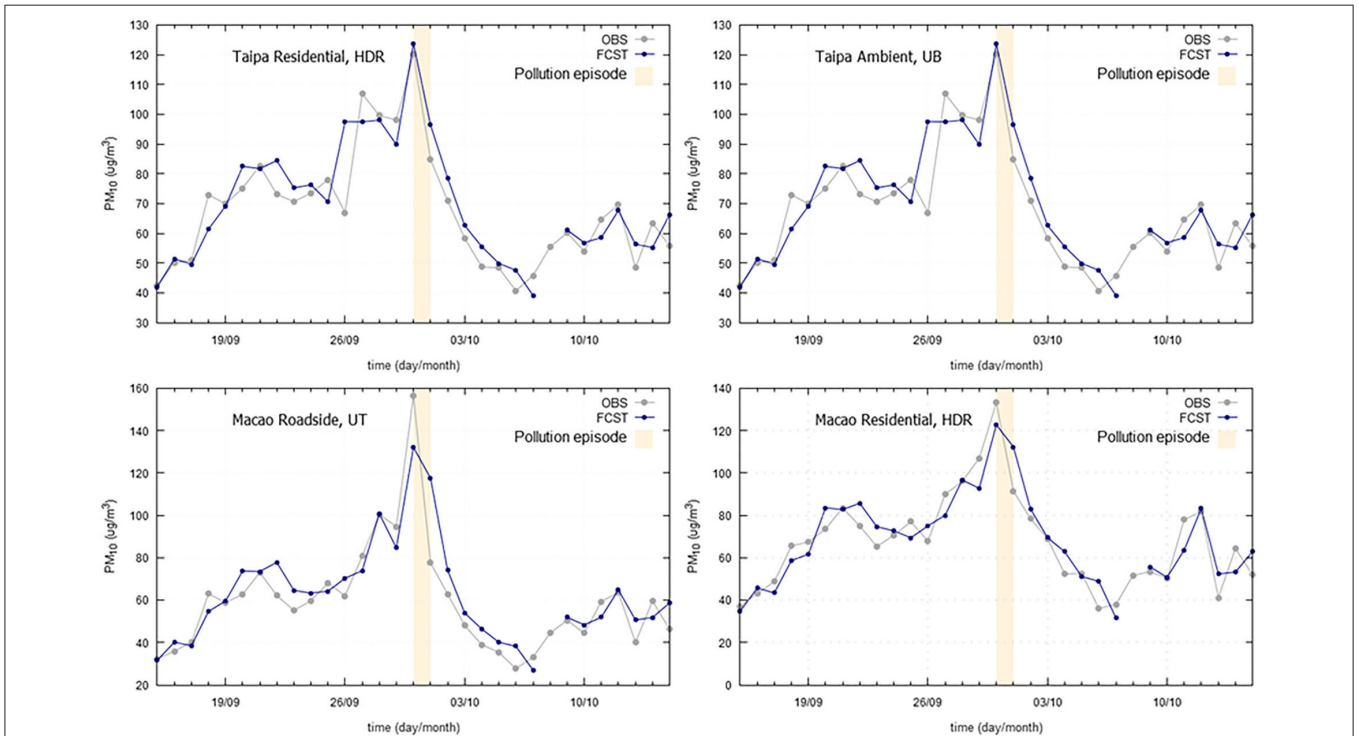 130
120
110
100
90
80
70
60
50
40
30
PM10 (ug/m3)
Taipa Residential, HDR
OBS
FCST
Pollution episode
19/09 26/09 03/10 10/10
time (day/month)
130
120
110
100
90
80
70
60
50
40
30
PM10 (ug/m3)
Taipa Ambient, UB
OBS
FCST
Pollution episode
19/09 26/09 03/10 10/10
time (day/month)
160
140
120
100
80
60
40
20
PM10 (ug/m3)
Macao Roadside, UT
OBS
FCST
Pollution episode
19/09 26/09 03/10 10/10
time (day/month)
140
120
100
80
60
40
20
0
PM10 (ug/m3)
Macao Residential, HDR
OBS
FCST
Pollution episode
19/09 26/09 03/10 10/10
time (day/month)